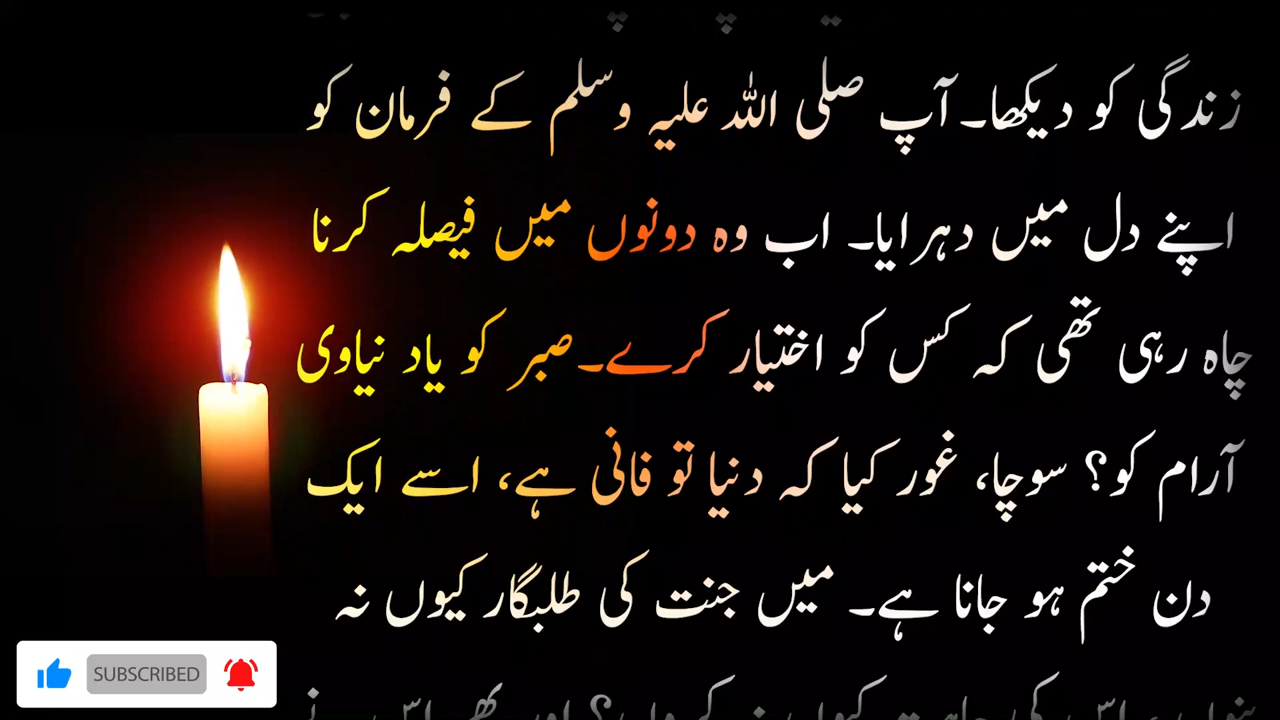 زندگی کو دیکھا۔ آپ صلی اللہ علیہ وسلم کے فرمان کو
اپنے دل میں دہرایا۔ اب وہ دونوں میں فیصلہ کرنا
چاہ رہی تھی کہ کس کو اختیار کرے۔ صبر کو یاد نیاوی
آرام کو؟ سوچا، غور کیا کہ دنیا تو فانی ہے، اسے ایک
دن ختم ہو جانا ہے۔ میں جنت کی طلبگار کیوں نہ
SUBSCRIBED